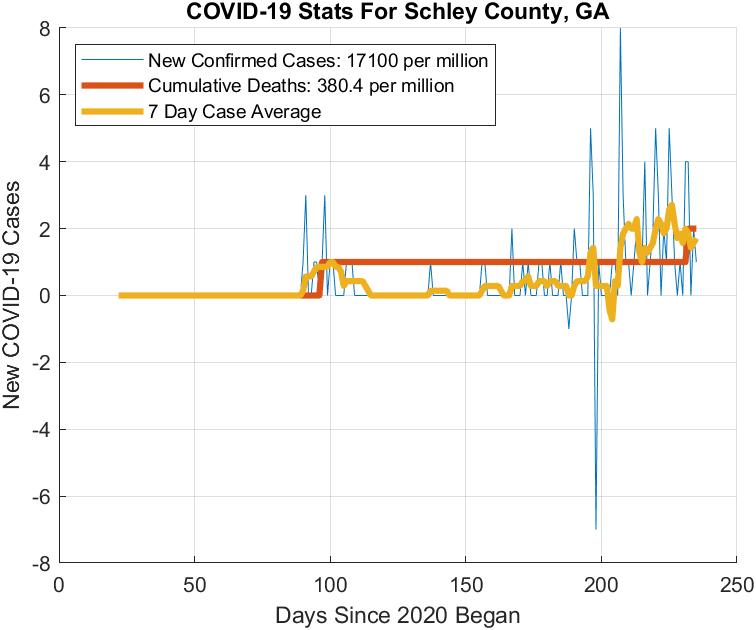 COVID-19 Stats For Schley County, GA
New Confirmed Cases: 17100 per million
Cumulative Deaths: 380.4 per million
7 Day Case Average
8
6
4
2
0
-2
-4
-6
-8
New COVID-19 Cases
0 50 100 150 200 250
Days Since 2020 Began